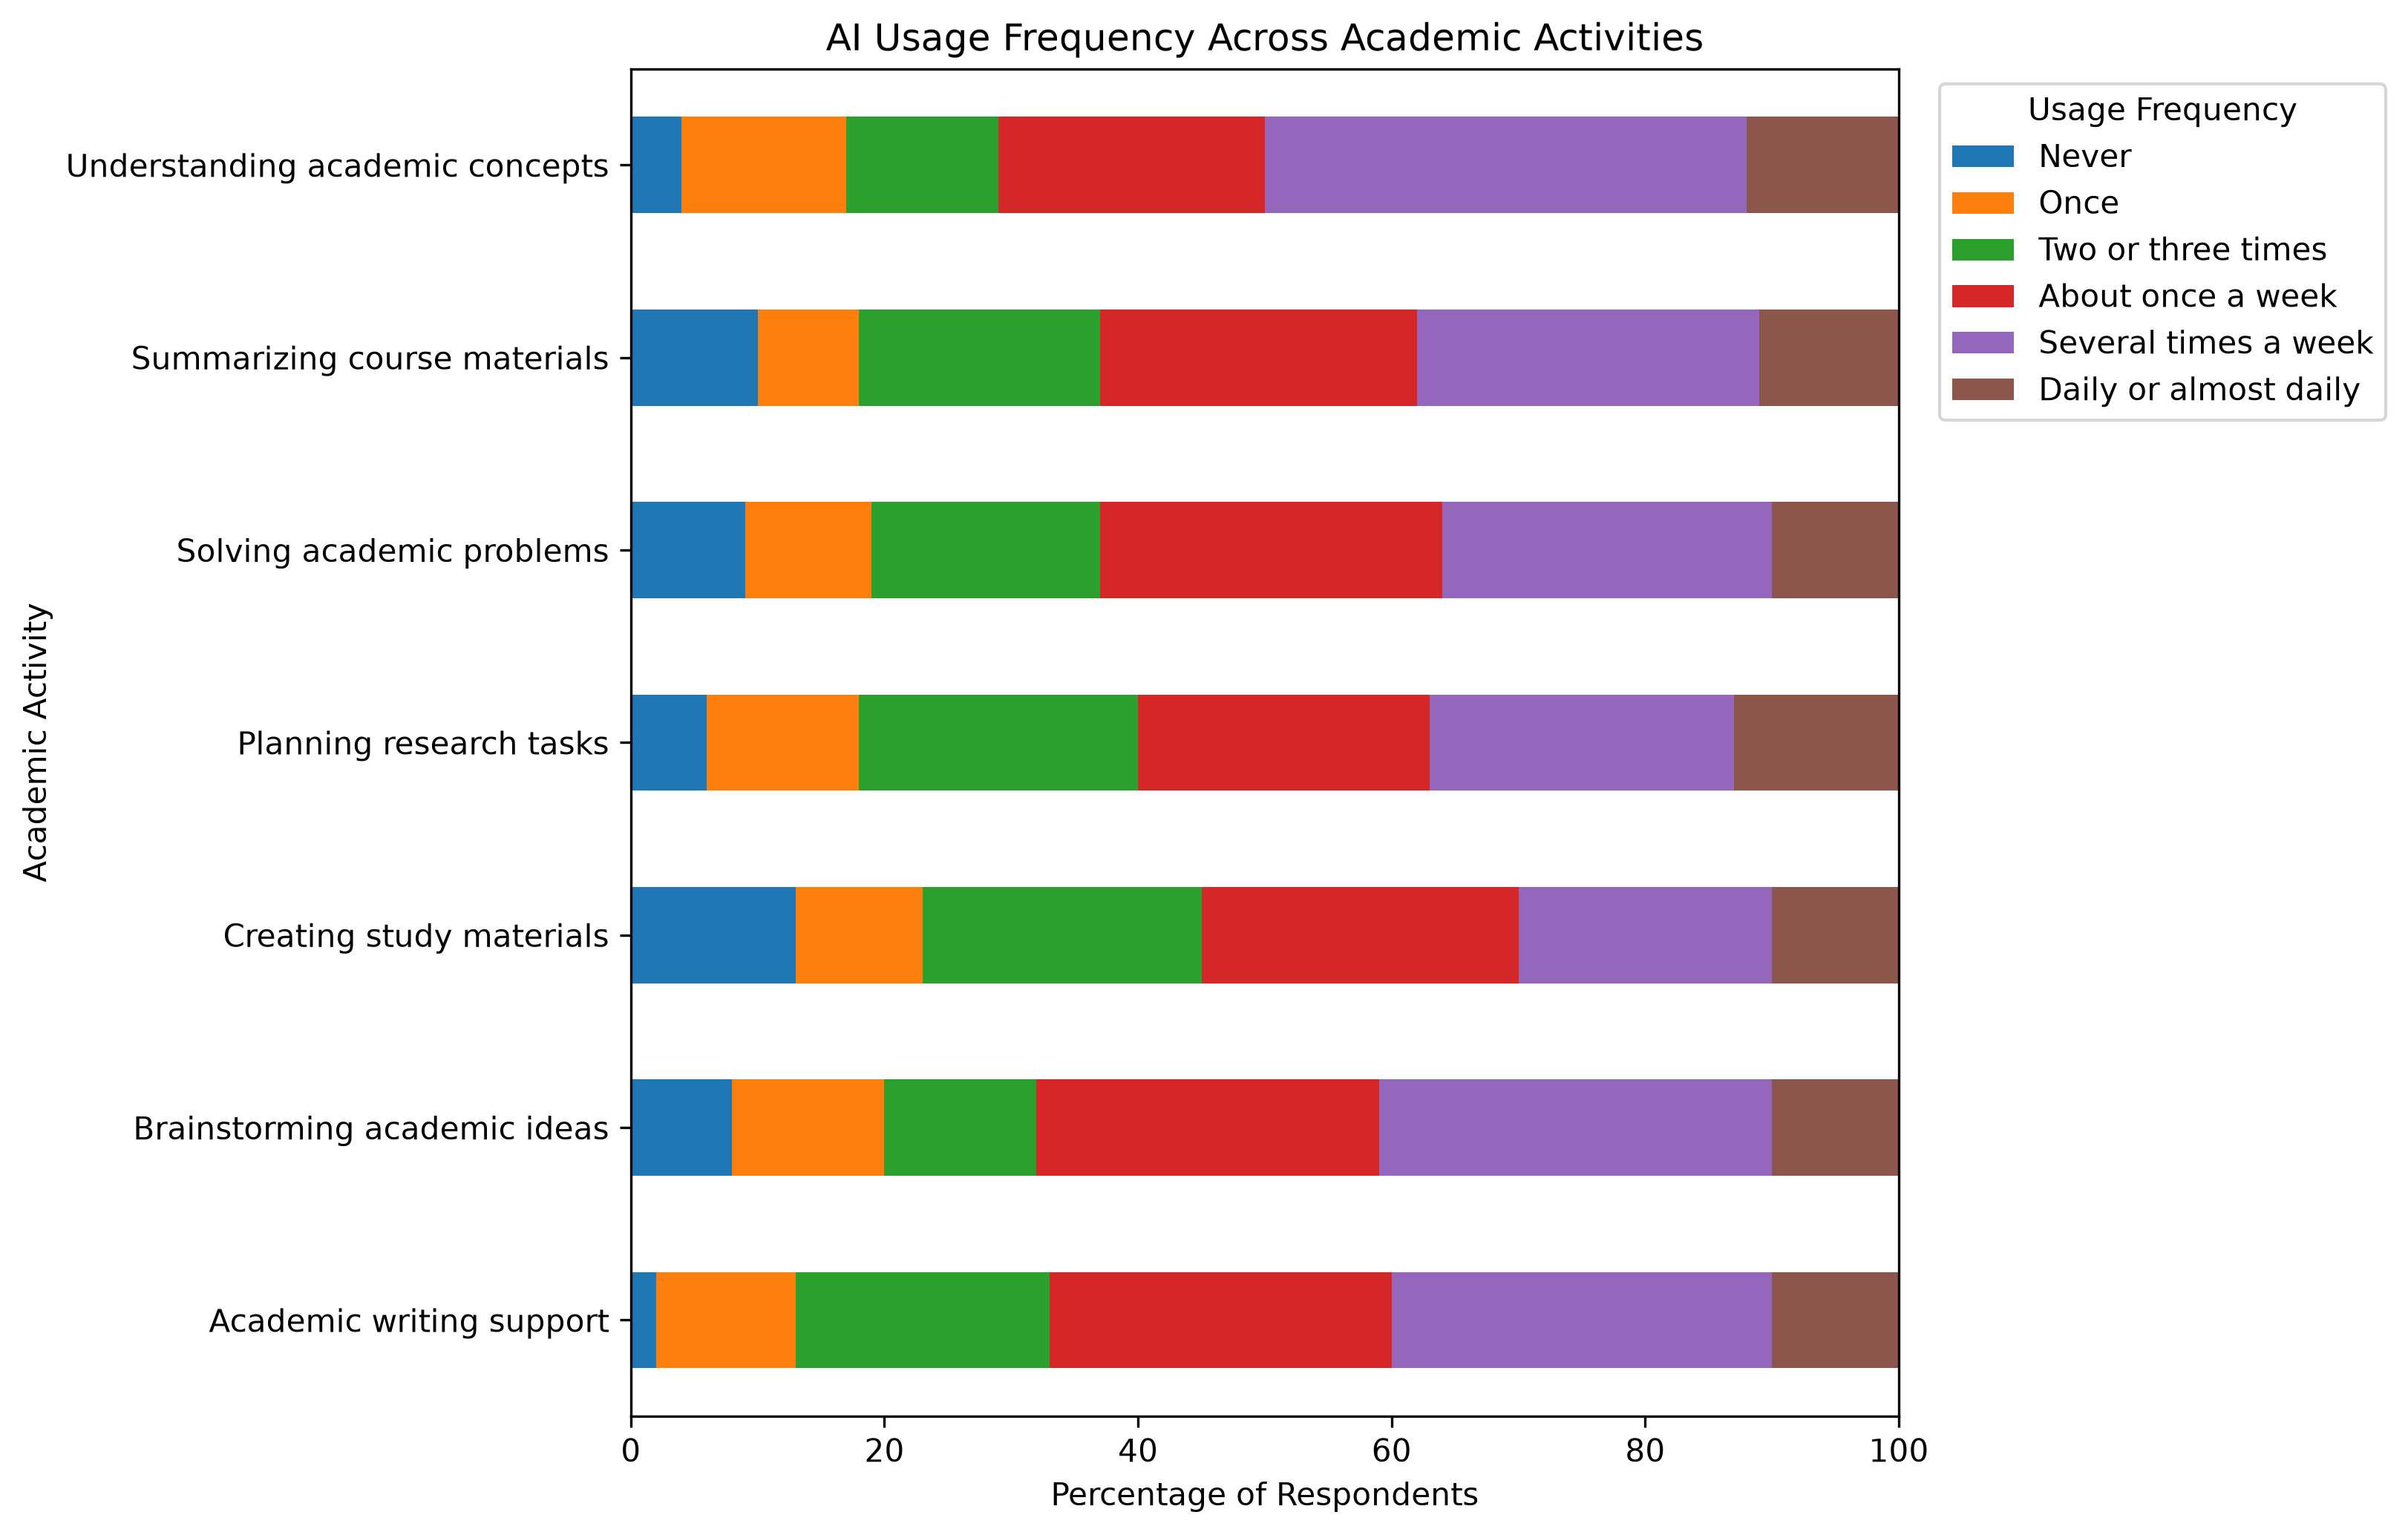 AI Usage Frequency Across Academic Activities
Usage Frequency
Never
Once
Two or three times
About once a week
Several times a week
Daily or almost daily
Academic Activity
Understanding academic concepts
Summarizing course materials
Solving academic problems
Planning research tasks
Creating study materials
Brainstorming academic ideas
Academic writing support
0 20 40 60 80 100
Percentage of Respondents